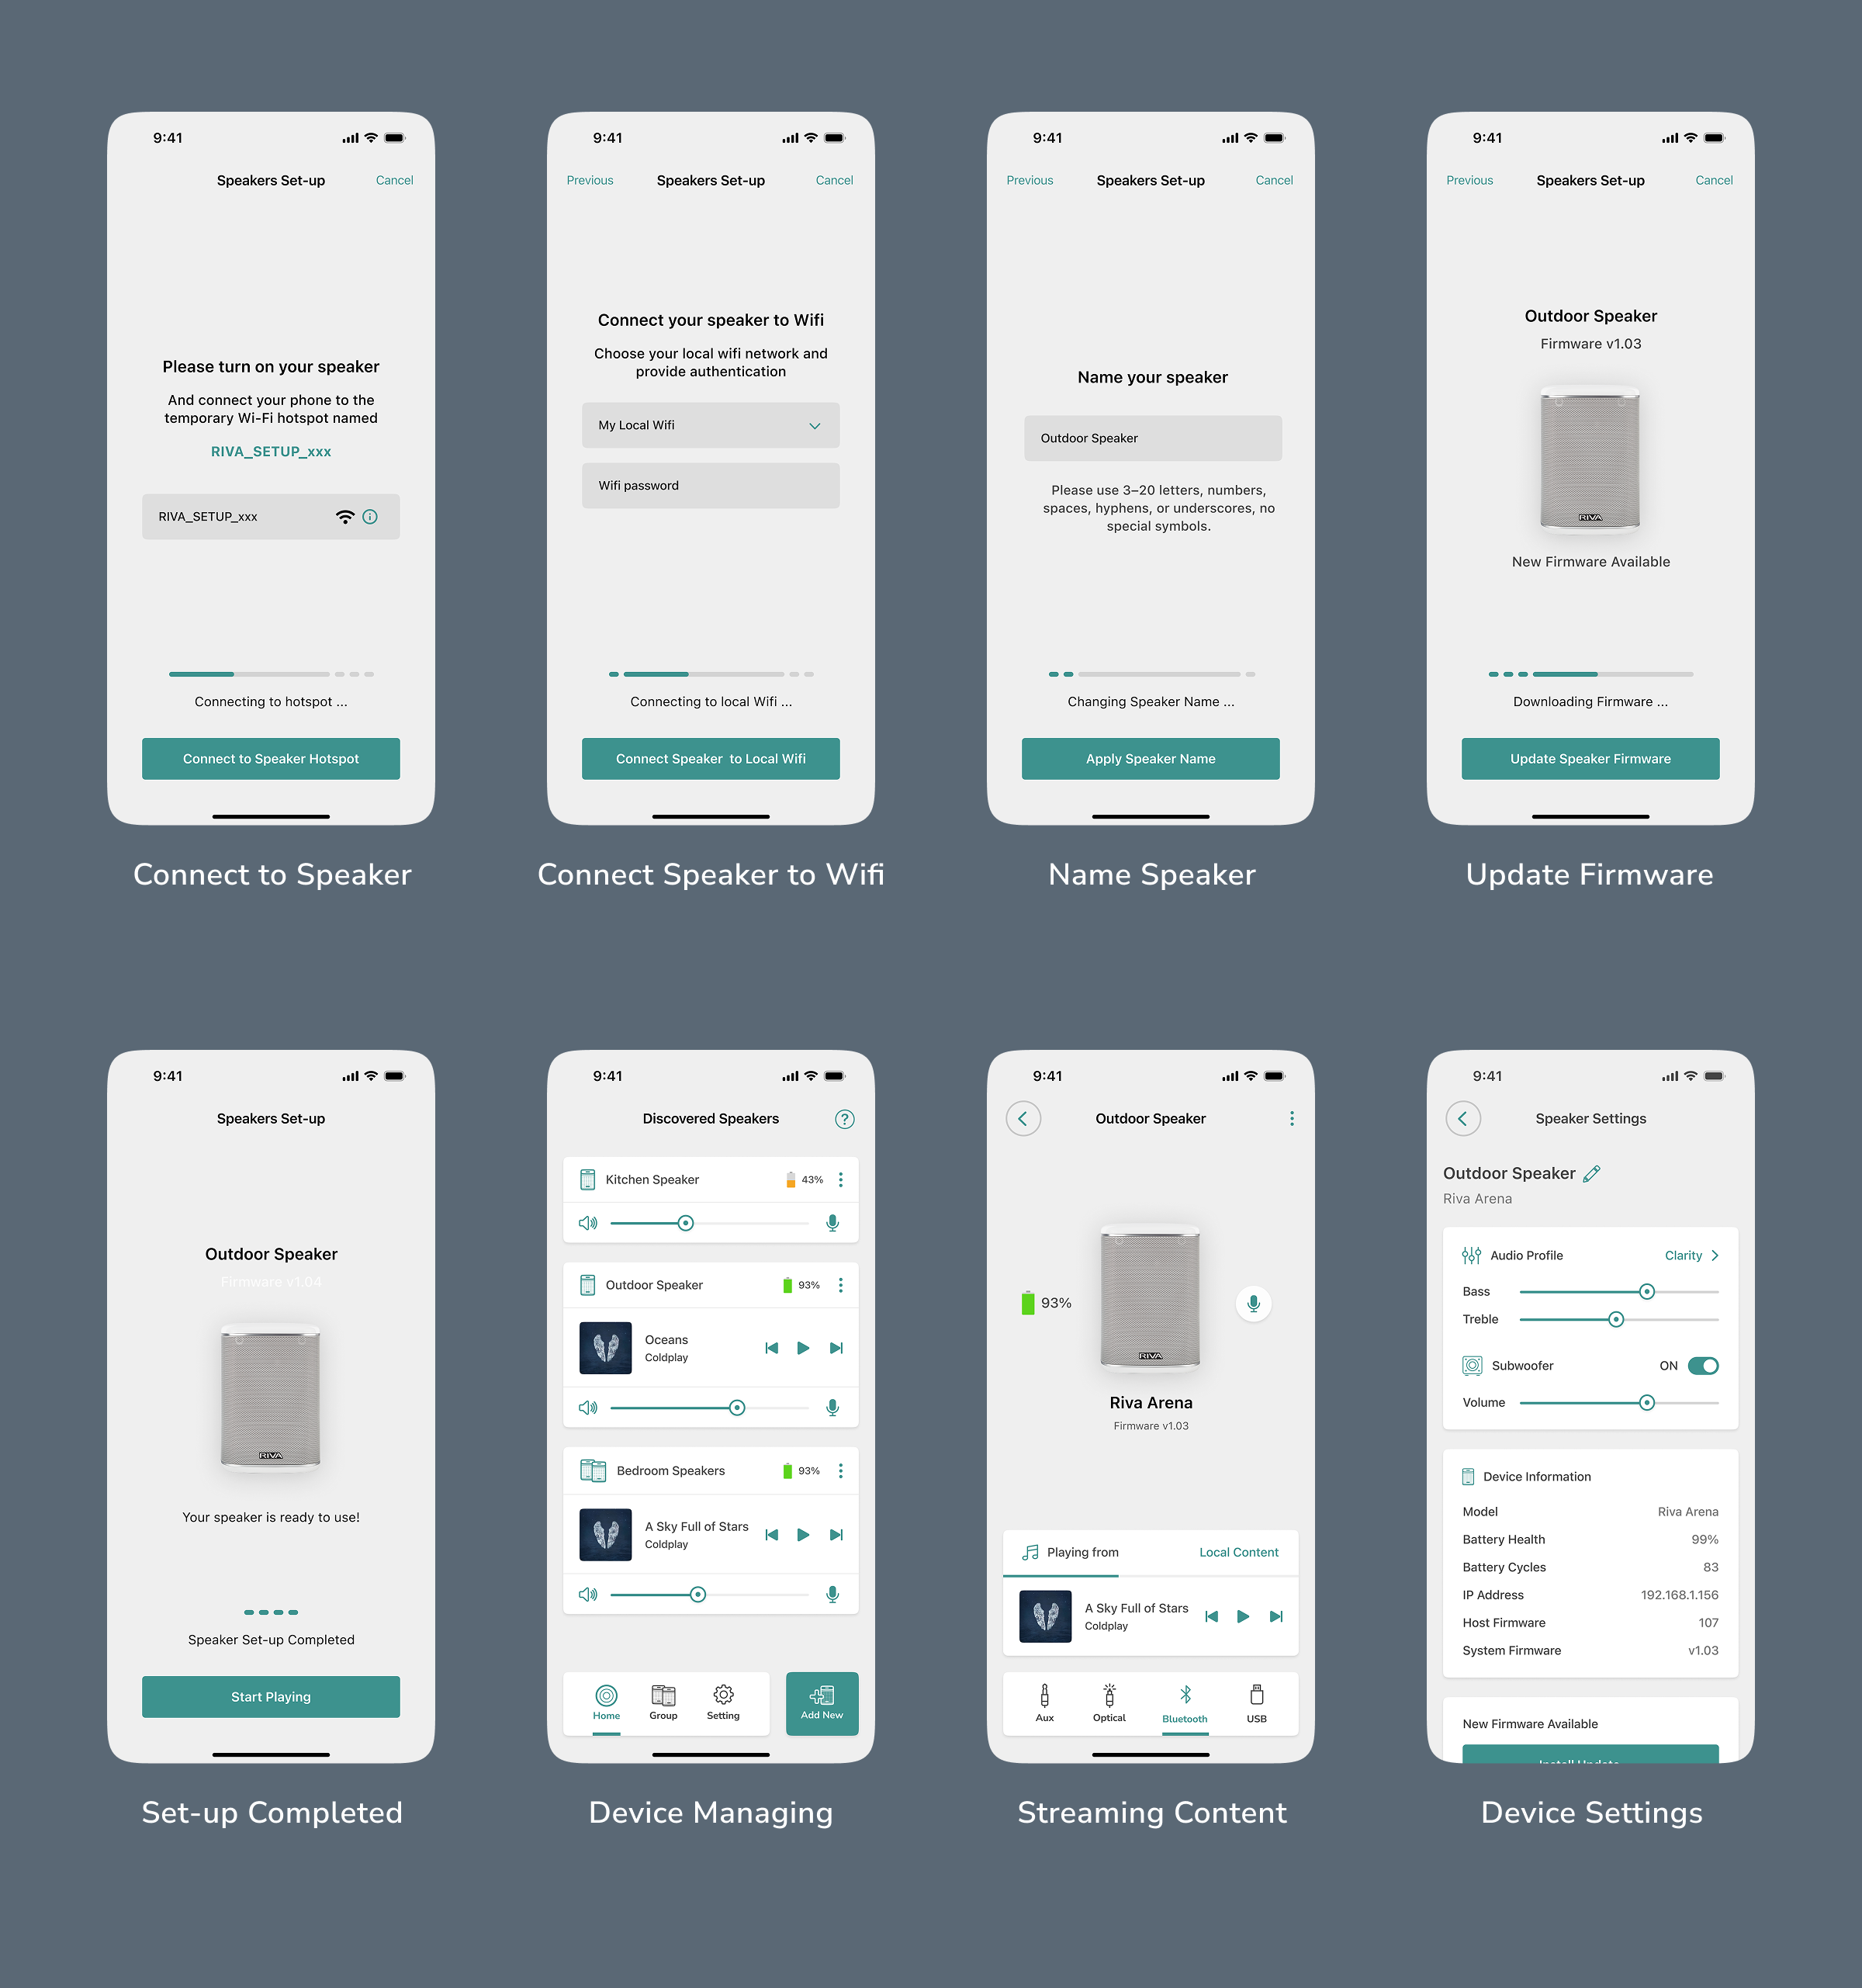 9:41
Speakers Set-up Cancel
Please turn on your speaker
And connect your phone to the
temporary Wi-Fi hotspot named
RIVA_SETUP_xxx
RIVA_SETUP_xxx
Connecting to hotspot ...
Connect to Speaker Hotspot
Connect to Speaker
9:41
Previous Speakers Set-up Cancel
Connect your speaker to Wifi
Choose your local wifi network and
provide authentication
My Local Wifi
Wifi password
Connecting to local Wifi ...
Connect Speaker to Local Wifi
Connect Speaker to Wifi
9:41
Previous Speakers Set-up Cancel
Name your speaker
Outdoor Speaker
Please use 3–20 letters, numbers,
spaces, hyphens, or underscores, no
special symbols.
Changing Speaker Name ...
Apply Speaker Name
Name Speaker
9:41
Previous Speakers Set-up Cancel
Outdoor Speaker
Firmware v1.03
RIVA
New Firmware Available
Downloading Firmware ...
Update Speaker Firmware
Update Firmware
9:41
Speakers Set-up
Outdoor Speaker
Firmware v1.04
RIVA
Your speaker is ready to use!
Speaker Set-up Completed
Start Playing
Set-up Completed
9:41
Discovered Speakers ?
Kitchen Speaker 43%
Outdoor Speaker 93%
Oceans
Coldplay
Bedroom Speakers 93%
A Sky Full of Stars
Coldplay
Home Group Setting Add New
Device Managing
9:41
Outdoor Speaker
93%
RIVA
Riva Arena
Firmware v1.03
Playing from Local Content
A Sky Full of Stars
Coldplay
Aux Optical Bluetooth USB
Streaming Content
9:41
Speaker Settings
Outdoor Speaker
Riva Arena
Audio Profile Clarity
Bass
Treble
Subwoofer ON
Volume
Device Information
Model Riva Arena
Battery Health 99%
Battery Cycles 83
IP Address 192.168.1.156
Host Firmware 107
System Firmware v1.03
New Firmware Available
Install Update
Device Settings